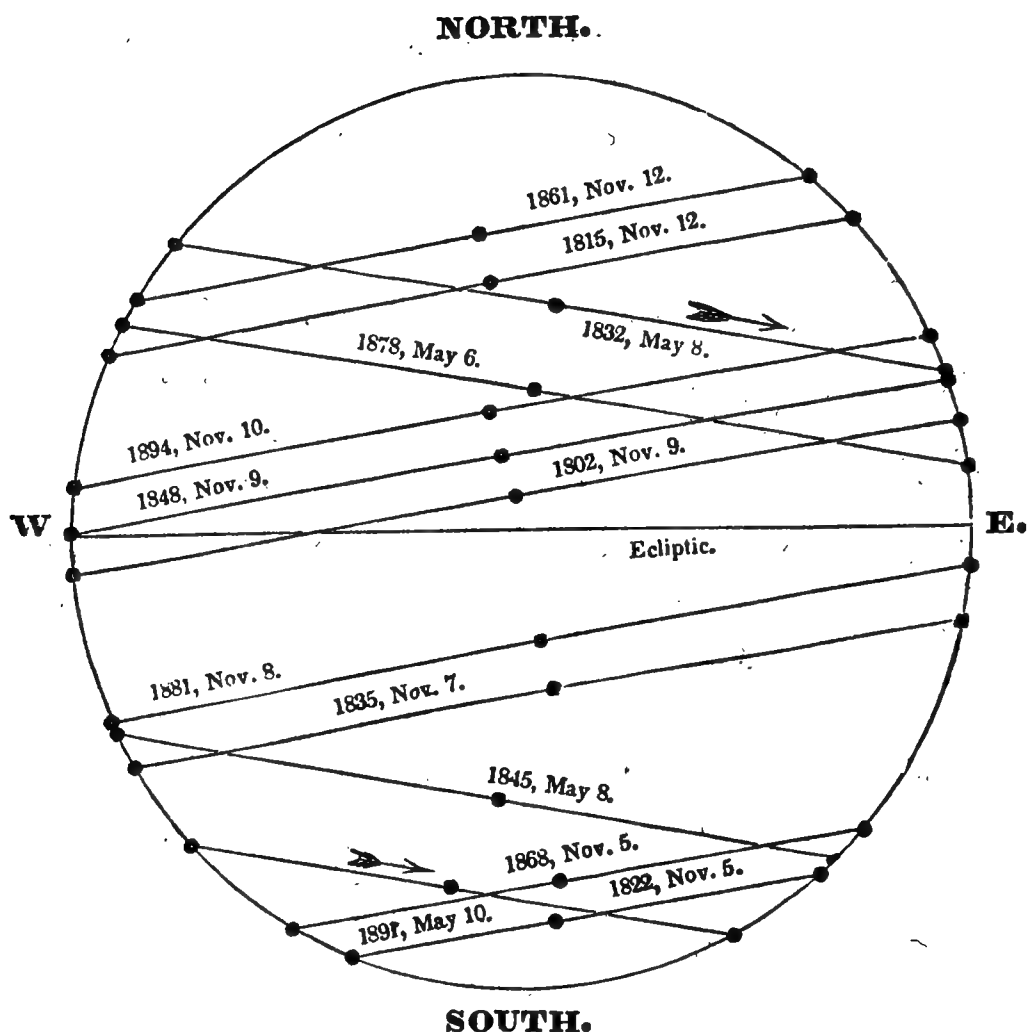 NORTH.
1861, Nov. 12.
1815, Nov. 12.
1832, May 8.
1878, May 6.
1894, Nov. 10.
1848, Nov. 9.
1802, Nov. 9.
W
E.
Ecliptic.
1881, Nov. 8.
1835, Nov. 7.
1845, May 8.
1868, Nov. 5.
1822, Nov. 5.
1891, May 10.
SOUTH.